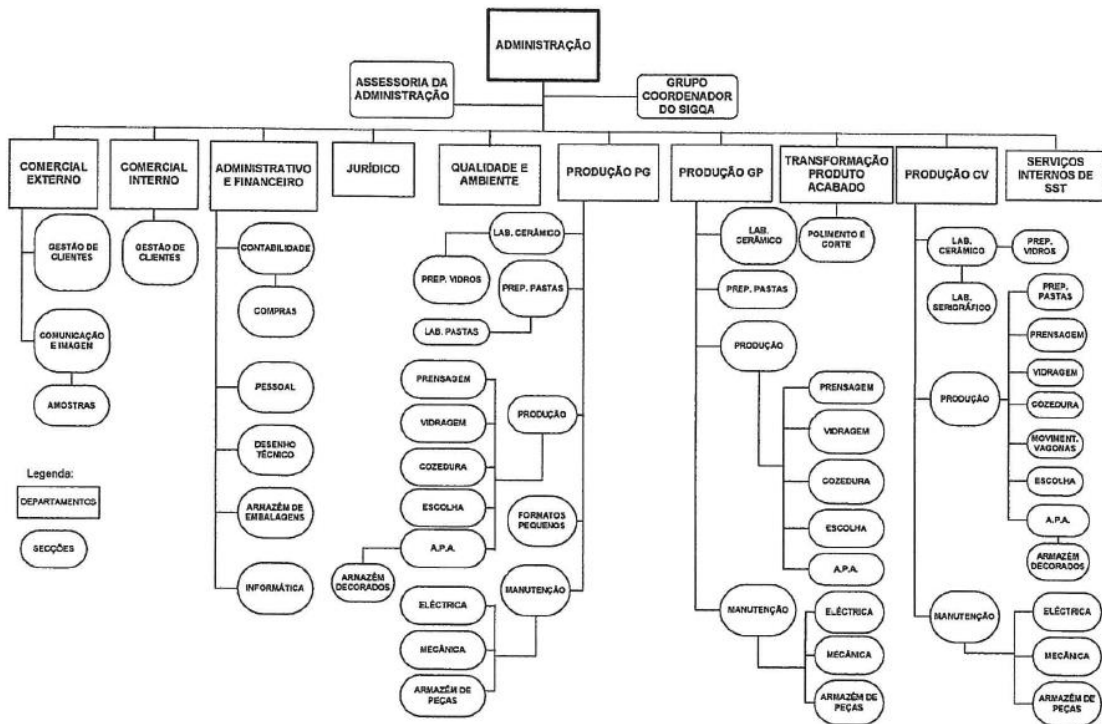 ADMINISTRAÇÃO
ASSESSORIA DA
ADMINISTRAÇÃO
GRUPO
COORDENADOR
DO SIGQA
COMERCIAL
EXTERNO
COMERCIAL
INTERNO
ADMINISTRATIVO
E FINANCEIRO
JURÍDICO
QUALIDADE E
AMBIENTE
PRODUÇÃO PG
PRODUÇÃO GP
TRANSFORMAÇÃO
PRODUTO
ACABADO
PRODUÇÃO CV
SERVIÇOS
INTERNOS DE
SST
GESTÃO DE
CLIENTES
COMUNICAÇÃO
E IMAGEM
AMOSTRAS
GESTÃO DE
CLIENTES
CONTABILIDADE
COMPRAS
PESSOAL
DESENHO
TÉCNICO
ARMAZÉM DE
EMBALAGENS
INFORMÁTICA
LAB. CERÂMICO
PREP. VIDROS
PREP. PASTAS
LAB. PASTAS
PRENSAGEM
VIDRAGEM
PRODUÇÃO
COZEDURA
ESCOLHA
FORMATOS
PEQUENOS
A.P.A.
ARMAZÉM
DECORADOS
MANUTENÇÃO
ELÉCTRICA
MECÂNICA
ARMAZÉM DE
PEÇAS
LAB.
CERÂMICO
PREP. PASTAS
PRODUÇÃO
PRENSAGEM
VIDRAGEM
COZEDURA
ESCOLHA
A.P.A.
MANUTENÇÃO
ELÉCTRICA
MECÂNICA
ARMAZÉM DE
PEÇAS
POLIMENTO E
CORTE
LAB.
CERÂMICO
PREP.
VIDROS
LAB.
SERIGRÁFICO
PREP.
PASTAS
PRENSAGEM
VIDRAGEM
PRODUÇÃO
COZEDURA
MOVIMENT.
VAGONAS
ESCOLHA
A.P.A.
ARMAZÉM
DECORADOS
MANUTENÇÃO
ELÉCTRICA
MECÂNICA
ARMAZÉM DE
PEÇAS
Legenda:
DEPARTAMENTOS
SECÇÕES